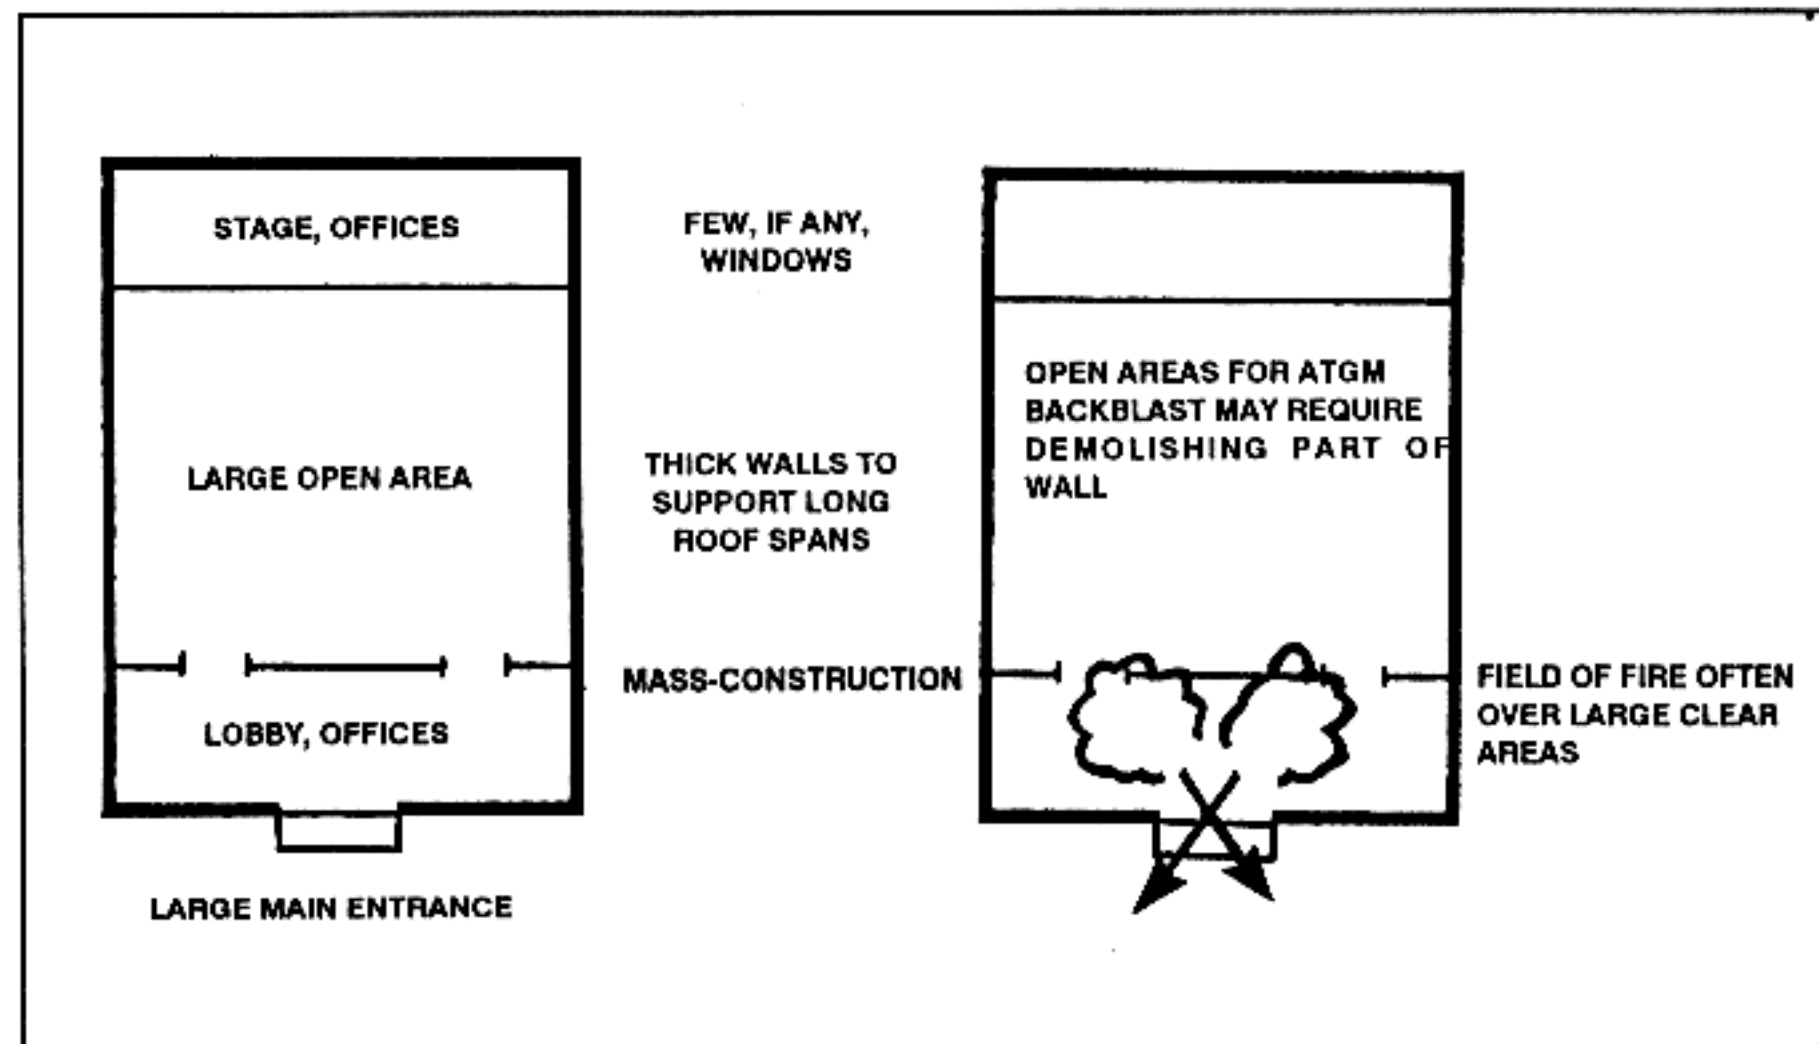 STAGE, OFFICES
LARGE OPEN AREA
LOBBY, OFFICES
LARGE MAIN ENTRANCE
FEW, IF ANY,
WINDOWS
THICK WALLS TO
SUPPORT LONG
ROOF SPANS
MASS-CONSTRUCTION
OPEN AREAS FOR ATGM
BACKBLAST MAY REQUIRE
DEMOLISHING PART OF
WALL
FIELD OF FIRE OFTEN
OVER LARGE CLEAR
AREAS